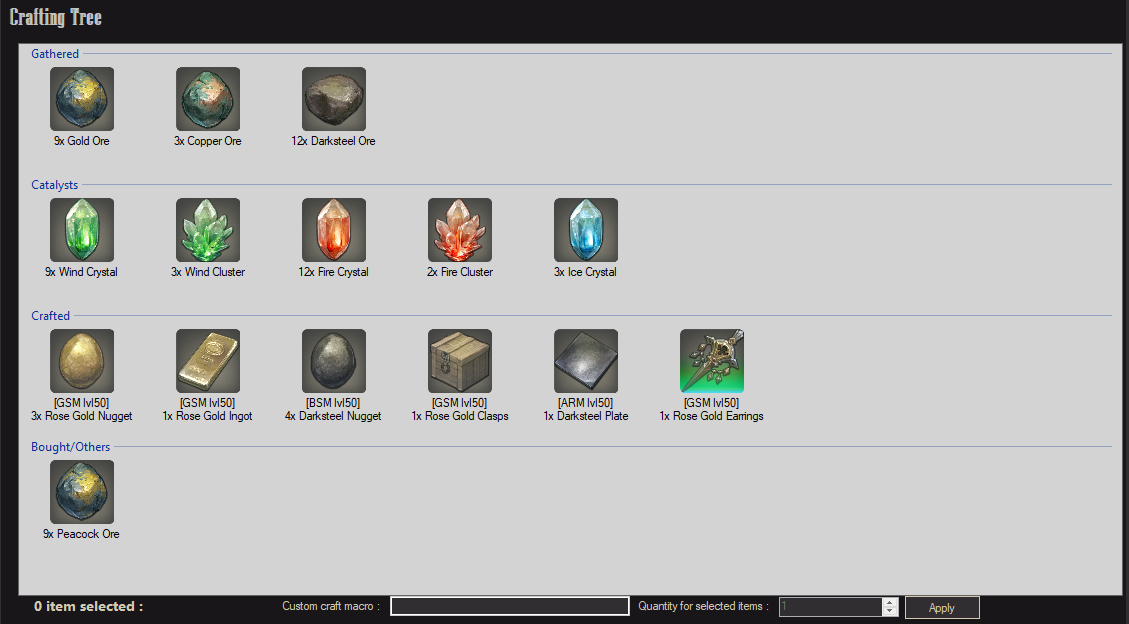 Crafting Tree
Gathered
9x Gold Ore
3x Copper Ore
12x Darksteel Ore
Catalysts
9x Wind Crystal
3x Wind Cluster
12x Fire Crystal
2x Fire Cluster
3x Ice Crystal
Crafted
[GSM lvl50]
3x Rose Gold Nugget
[GSM lvl50]
1x Rose Gold Ingot
[BSM lvl50]
4x Darksteel Nugget
[GSM lvl50]
1x Rose Gold Clasps
[ARM lvl50]
1x Darksteel Plate
[GSM lvl50]
1x Rose Gold Earrings
Bought/Others
9x Peacock Ore
0 item selected :
Custom craft macro :
Quantity for selected items :
1
Apply